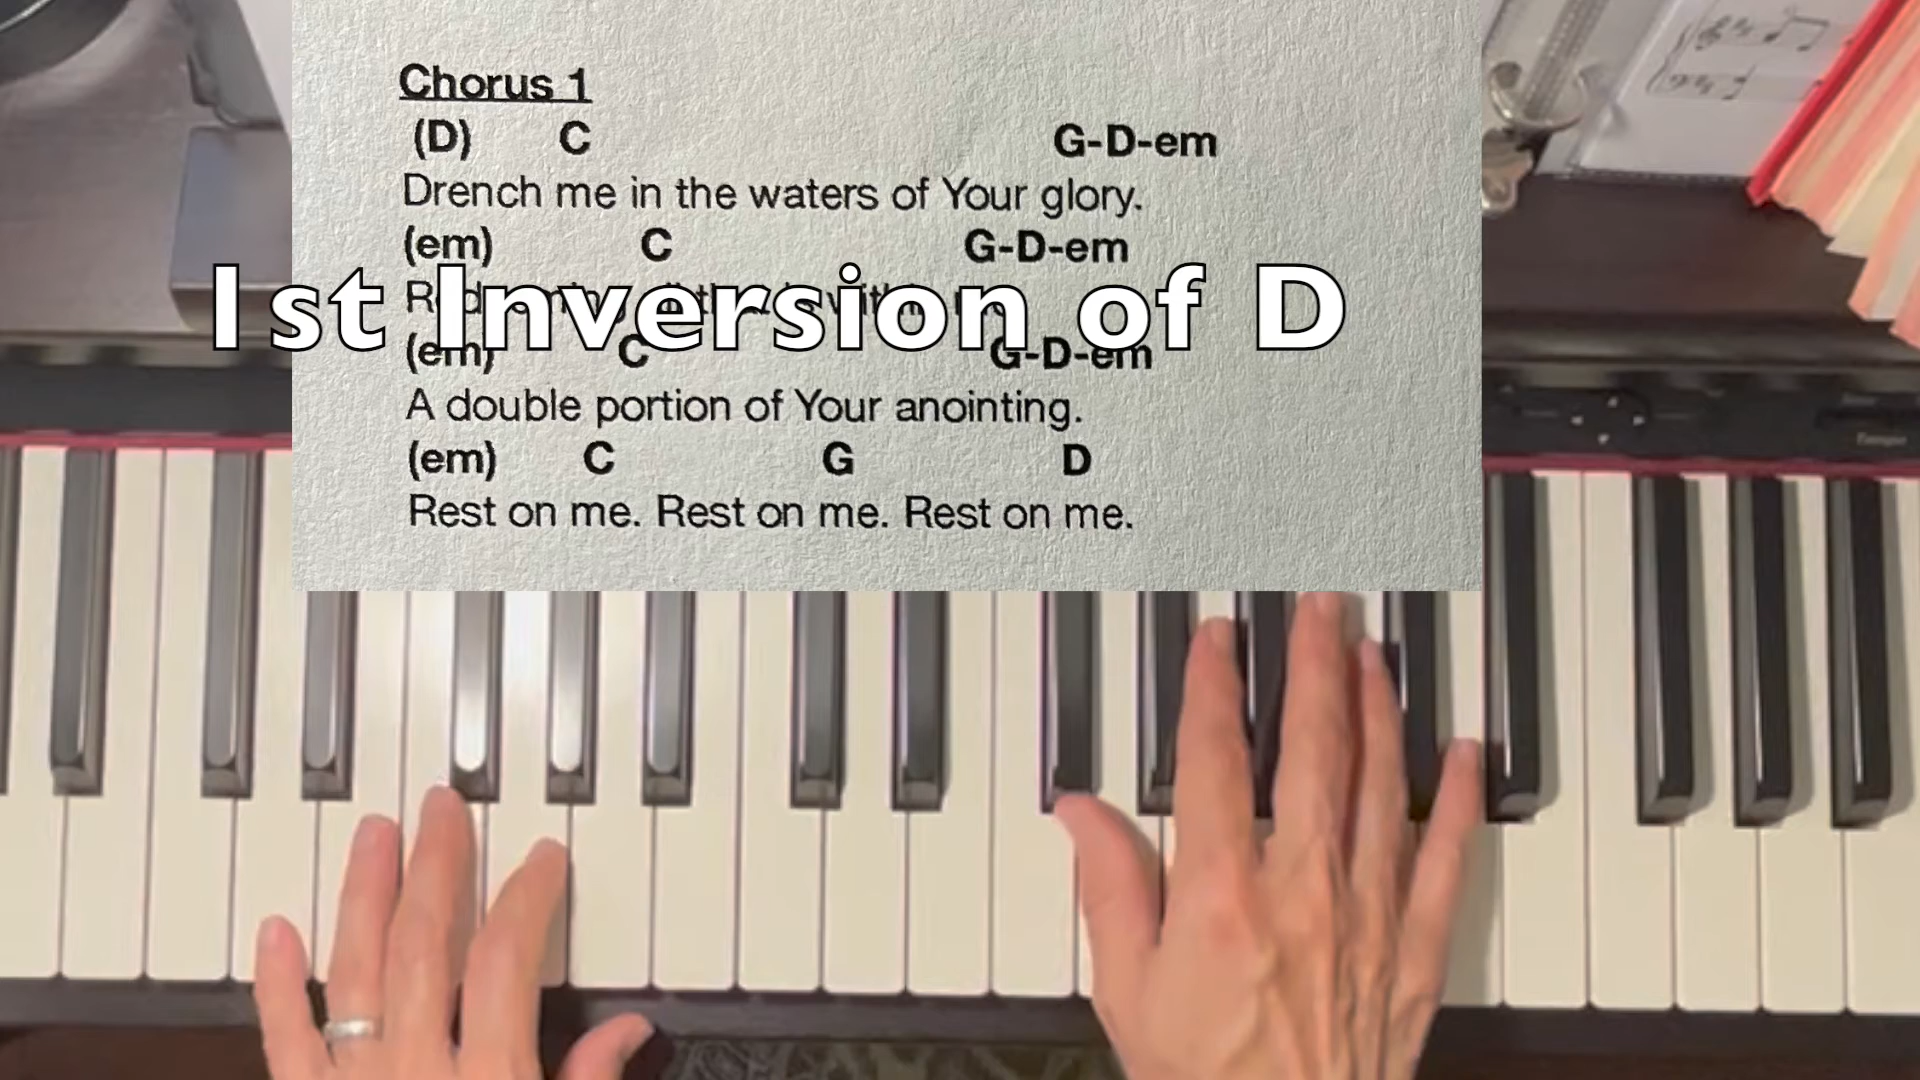 Chorus 1
(D) C G-D-em
Drench me in the waters of Your glory.
(em) C G-D-em
1st Inversion of D
(em) C G-D-em
A double portion of Your anointing.
(em) C G D
Rest on me. Rest on me. Rest on me.